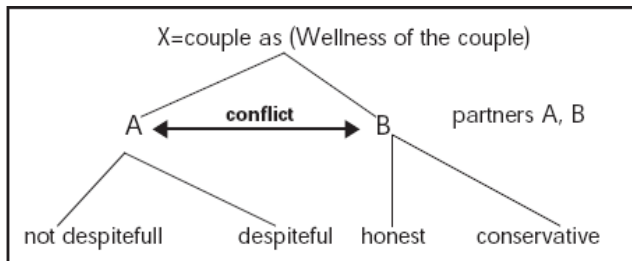 X=couple as (Wellness of the couple)
conflict
A B partners A, B
not despitefull despiteful honest conservative